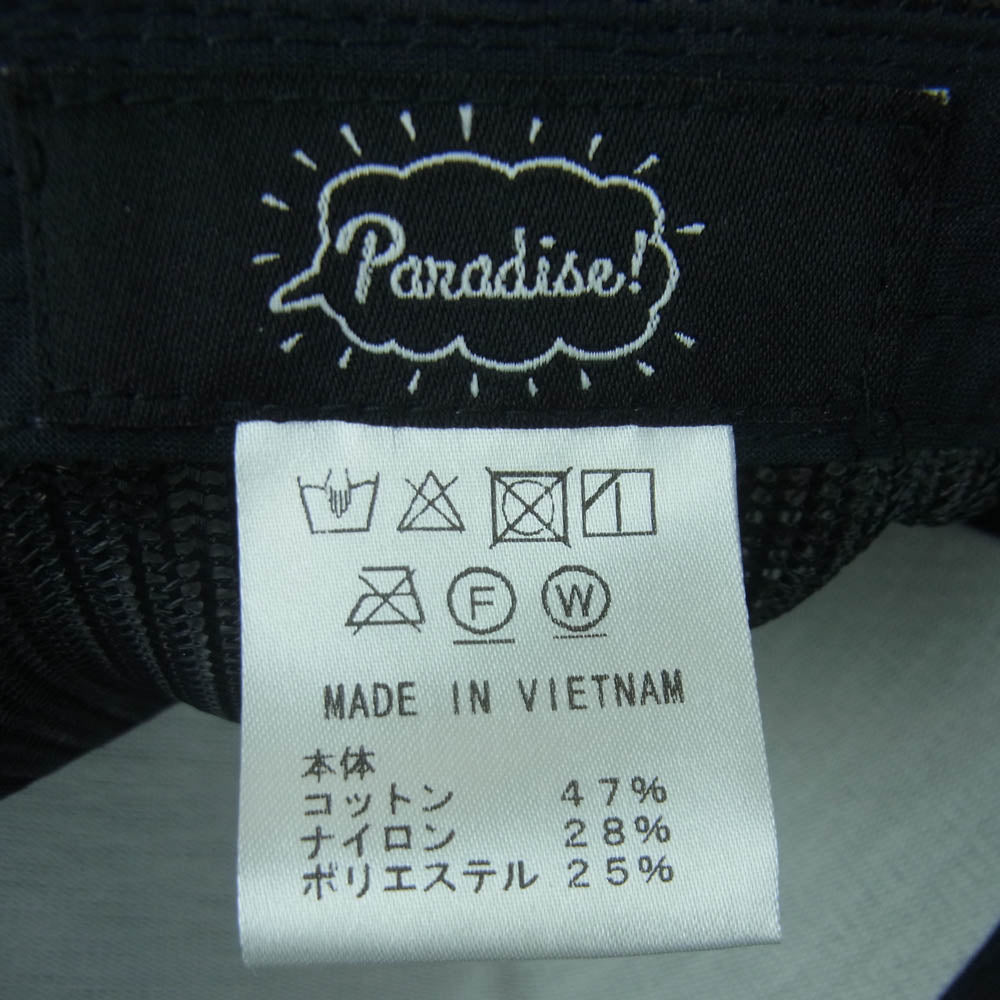 Paradise!
F W
MADE IN VIETNAM
本体
コットン 47%
ナイロン 28%
ポリエステル 25%